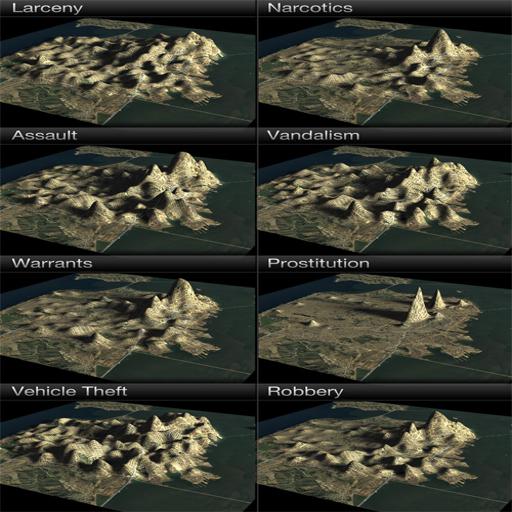 Larceny
Narcotics
Assault
Vandalism
Warrants
Prostitution
Vehicle Theft
Robbery